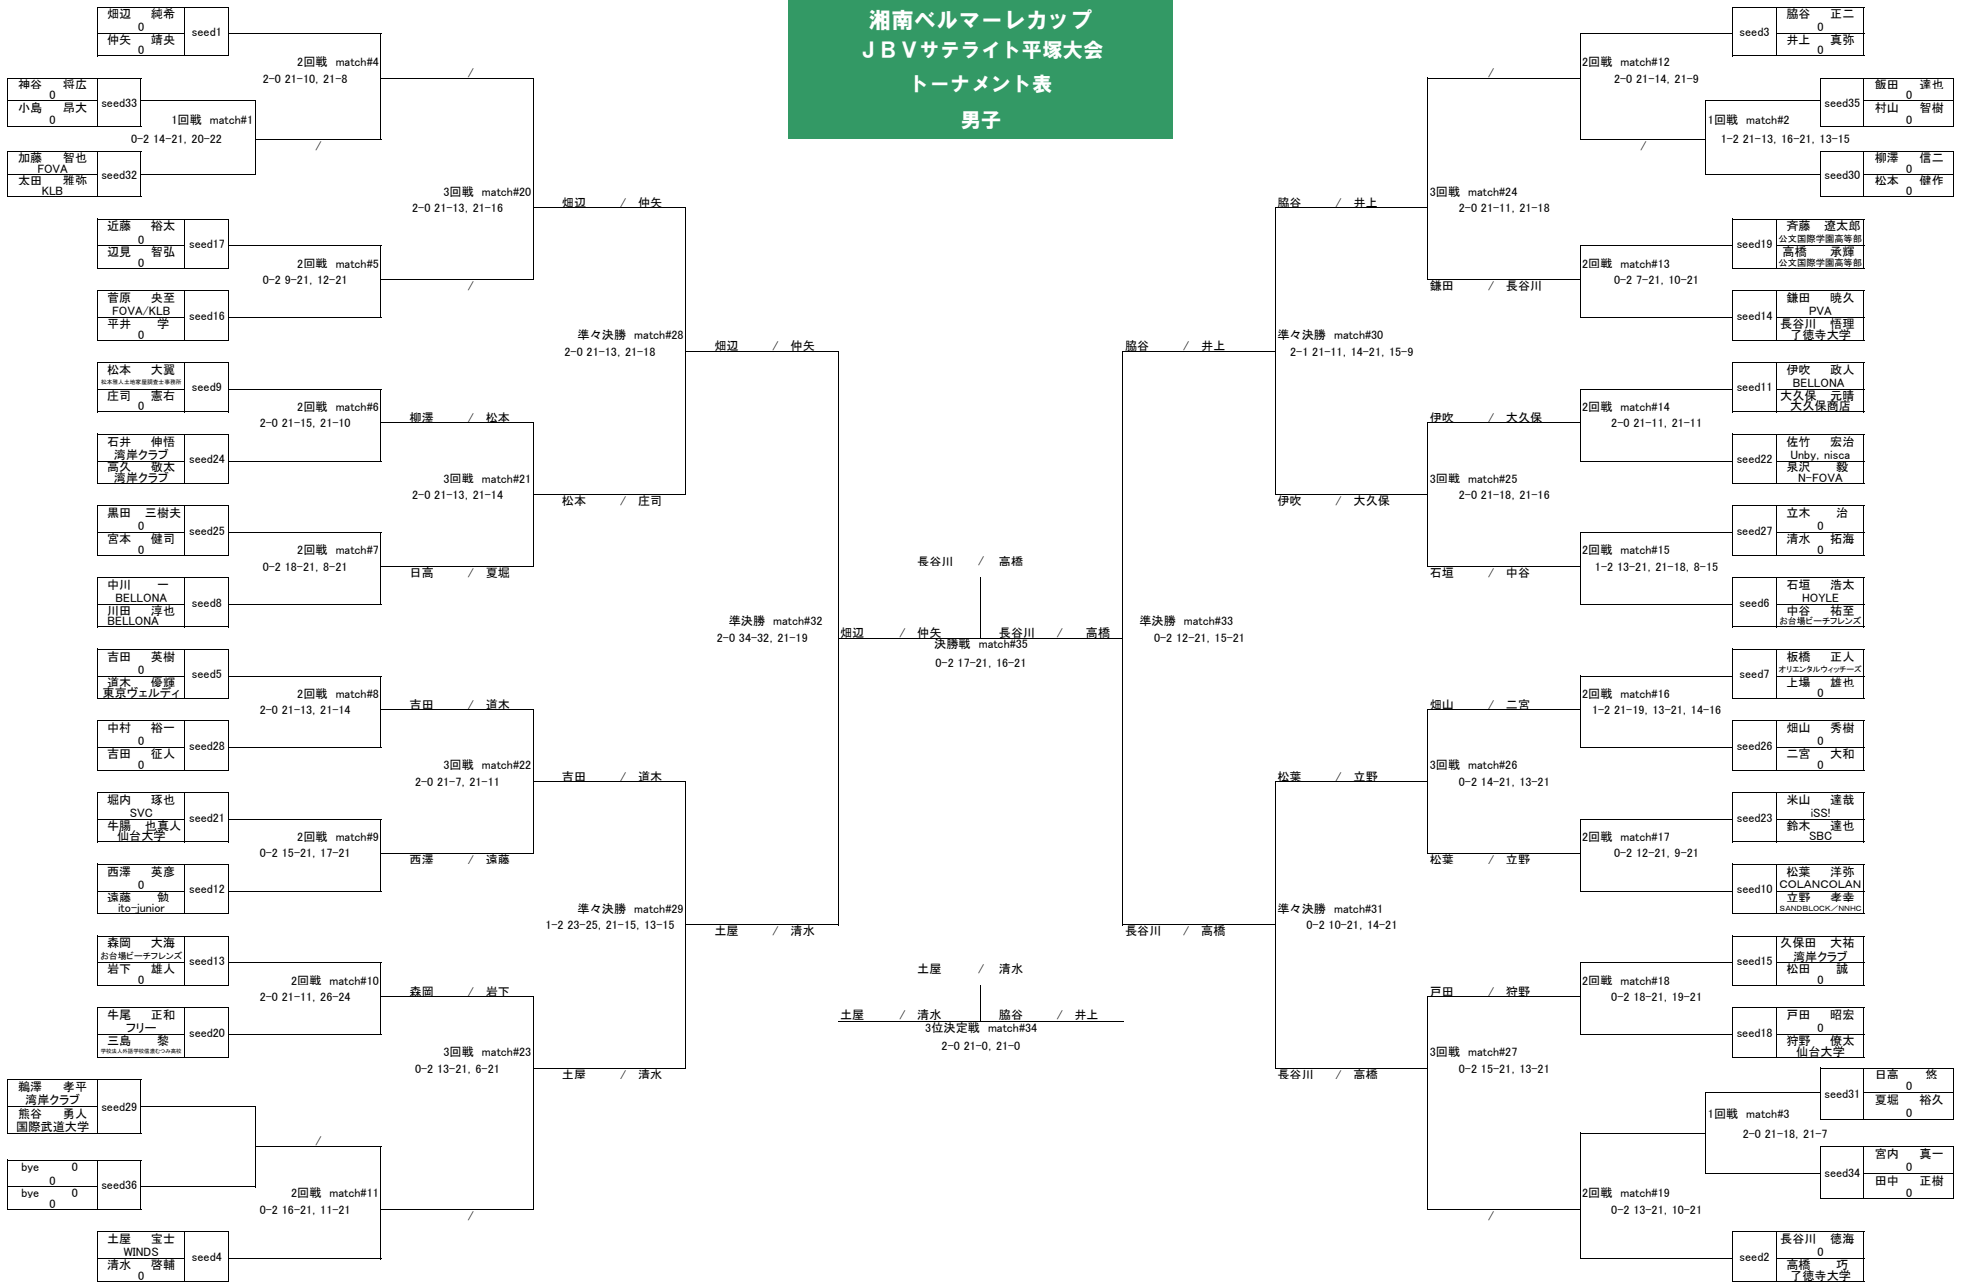 湘南ベルマーレカップ
ＪＢＶサテライト平塚大会
トーナメント表
男子
畑辺 純希
0
仲矢 靖央
0
seed1
神谷 将広
0
小島 昂大
0
seed33
加藤 智也
FOVA
太田 雅弥
KLB
seed32
近藤 裕太
0
辺見 智弘
0
seed17
菅原 央至
FOVA/KLB
平井 学
0
seed16
松本 大翼
松本雅人土地家屋調査士事務所
庄司 憲右
0
seed9
石井 伸悟
湾岸クラブ
高久 敬太
湾岸クラブ
seed24
黒田 三樹夫
0
宮本 健司
0
seed25
中川 一
BELLONA
川田 淳也
BELLONA
seed8
吉田 英樹
0
道木 優輝
東京ヴェルディ
seed5
中村 裕一
0
吉田 征人
0
seed28
堀内 琢也
SVC
牛腸 也真人
仙台大学
seed21
西澤 英彦
0
遠藤 勉
ito-junior
seed12
森岡 大海
お台場ビーチフレンズ
岩下 雄人
0
seed13
牛尾 正和
フリー
三島 黎
seed20
鵜澤 孝平
湾岸クラブ
熊谷 勇人
国際武道大学
seed29
bye 0
0
bye 0
0
seed36
土屋 宝士
WINDS
清水 啓輔
0
seed4
1回戦 match#1
0-2 14-21, 20-22
2回戦 match#4
2-0 21-10, 21-8
/
2回戦 match#5
0-2 9-21, 12-21
2回戦 match#6
2-0 21-15, 21-10
2回戦 match#7
0-2 18-21, 8-21
2回戦 match#8
2-0 21-13, 21-14
2回戦 match#9
0-2 15-21, 17-21
2回戦 match#10
2-0 21-11, 26-24
/
2回戦 match#11
0-2 16-21, 11-21
/
3回戦 match#20
2-0 21-13, 21-16
/
柳澤 / 松本
3回戦 match#21
2-0 21-13, 21-14
日高 / 夏堀
吉田 / 道木
3回戦 match#22
2-0 21-7, 21-11
西澤 / 遠藤
森岡 / 岩下
3回戦 match#23
0-2 13-21, 6-21
/
畑辺 / 仲矢
準々決勝 match#28
2-0 21-13, 21-18
松本 / 庄司
吉田 / 道木
準々決勝 match#29
1-2 23-25, 21-15, 13-15
土屋 / 清水
畑辺 / 仲矢
準決勝 match#32
2-0 34-32, 21-19
土屋 / 清水
長谷川 / 高橋
畑辺 / 仲矢 長谷川 / 高橋
決勝戦 match#35
0-2 17-21, 16-21
土屋 / 清水
土屋 / 清水 脇谷 / 井上
3位決定戦 match#34
2-0 21-0, 21-0
脇谷 / 井上
準決勝 match#33
0-2 12-21, 15-21
長谷川 / 高橋
脇谷 / 井上
準々決勝 match#30
2-1 21-11, 14-21, 15-9
伊吹 / 大久保
松葉 / 立野
準々決勝 match#31
0-2 10-21, 14-21
長谷川 / 高橋
/
3回戦 match#24
2-0 21-11, 21-18
鎌田 / 長谷川
伊吹 / 大久保
3回戦 match#25
2-0 21-18, 21-16
石垣 / 中谷
畑山 / 二宮
3回戦 match#26
0-2 14-21, 13-21
松葉 / 立野
戸田 / 狩野
3回戦 match#27
0-2 15-21, 13-21
/
2回戦 match#12
2-0 21-14, 21-9
/
1回戦 match#2
1-2 21-13, 16-21, 13-15
2回戦 match#13
0-2 7-21, 10-21
2回戦 match#14
2-0 21-11, 21-11
2回戦 match#15
1-2 13-21, 21-18, 8-15
2回戦 match#16
1-2 21-19, 13-21, 14-16
2回戦 match#17
0-2 12-21, 9-21
2回戦 match#18
0-2 18-21, 19-21
1回戦 match#3
2-0 21-18, 21-7
2回戦 match#19
0-2 13-21, 10-21
seed3
脇谷 正二
0
井上 真弥
0
seed35
飯田 達也
0
村山 智樹
0
seed30
柳澤 信二
0
松本 健作
0
seed19
斉藤 遼太郎
公文国際学園高等部
高橋 承輝
公文国際学園高等部
seed14
鎌田 暁久
PVA
長谷川 悟理
了徳寺大学
seed11
伊吹 政人
BELLONA
大久保 元晴
大久保商店
seed22
佐竹 宏治
Unby, nisca
泉沢 毅
N-FOVA
seed27
立木 治
0
清水 拓海
0
seed6
石垣 浩太
HOYLE
中谷 祐至
お台場ビーチフレンズ
seed7
板橋 正人
オリエンタルウィッチーズ
上場 雄也
0
seed26
畑山 秀樹
0
二宮 大和
0
seed23
米山 達哉
iSS!
鈴木 達也
SBC
seed10
松葉 洋弥
COLANCOLAN
立野 孝幸
SANDBLOCK／NNHC
seed15
久保田 大祐
湾岸クラブ
松田 誠
0
seed18
戸田 昭宏
0
狩野 僚太
仙台大学
seed31
日高 悠
0
夏堀 裕久
0
seed34
宮内 真一
0
田中 正樹
0
seed2
長谷川 徳海
0
高橋 巧
了徳寺大学